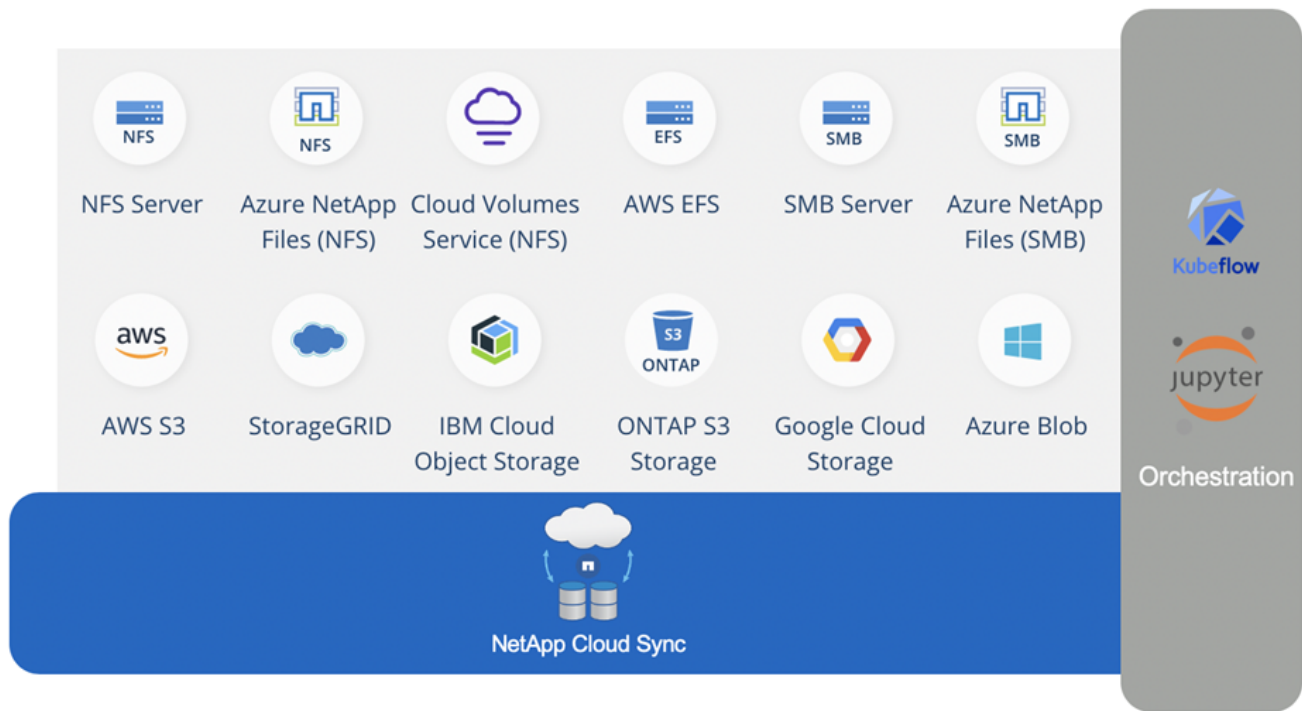 NFS
NFS
EFS
SMB
SMB
NFS Server
Azure NetApp
Files (NFS)
Cloud Volumes
Service (NFS)
AWS EFS
SMB Server
Azure NetApp
Files (SMB)
aws
S3
ONTAP
AWS S3
StorageGRID
IBM Cloud
Object Storage
ONTAP S3
Storage
Google Cloud
Storage
Azure Blob
NetApp Cloud Sync
Kubeflow
jupyter
Orchestration